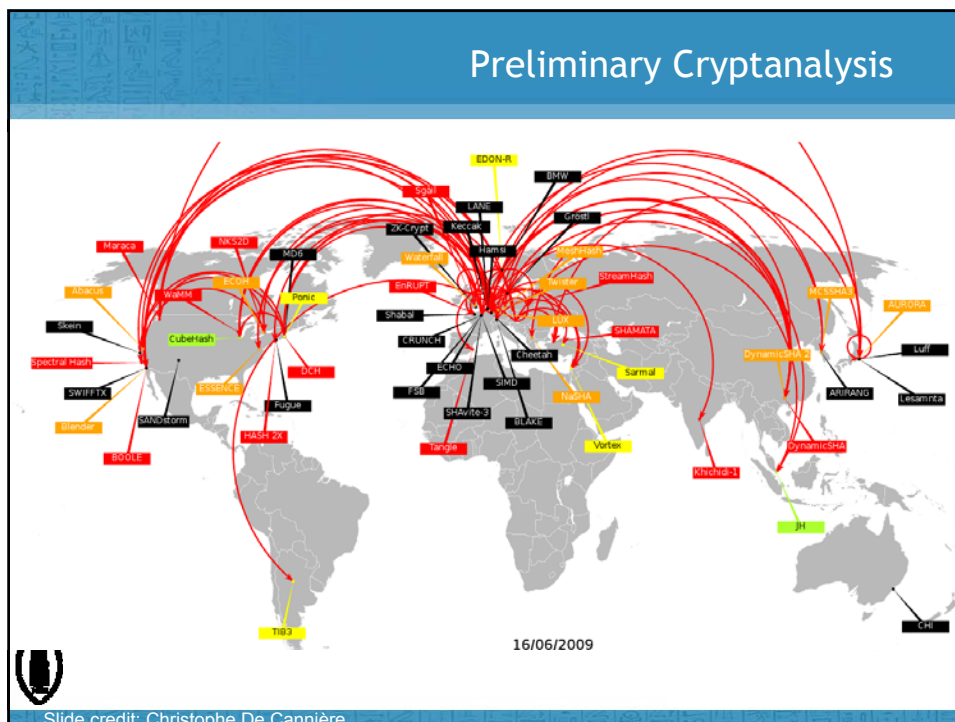 Preliminary Cryptanalysis
EDON-R
BMW
Sgàil
LANE
Grøstl
Keccak
ZK-Crypt
NKS2D
Maraca
MD6
Hamsi
MeshHash
Waterfall
StreamHash
ECOH
Twister
EnRUPT
Abacus
Ponic
MCSSHA3
WaMM
AURORA
Shabal
LUX
Skein
SHAMATA
CubeHash
CRUNCH
Luff
Spectral Hash
Cheetah
DynamicSHA 2
DCH
ECHO
Sarmal
SWIFFTX
ESSENCE
FSB
SIMD
ARIRANG
Lesamnta
Fugue
NaSHA
SHAvite-3
SANDstorm
BLAKE
Blender
HASH 2X
Tangle
Vortex
DynamicSHA
BOOLE
Khichidi-1
JH
CHI
TIB3
16/06/2009
Slide credit: Christophe De Cannière